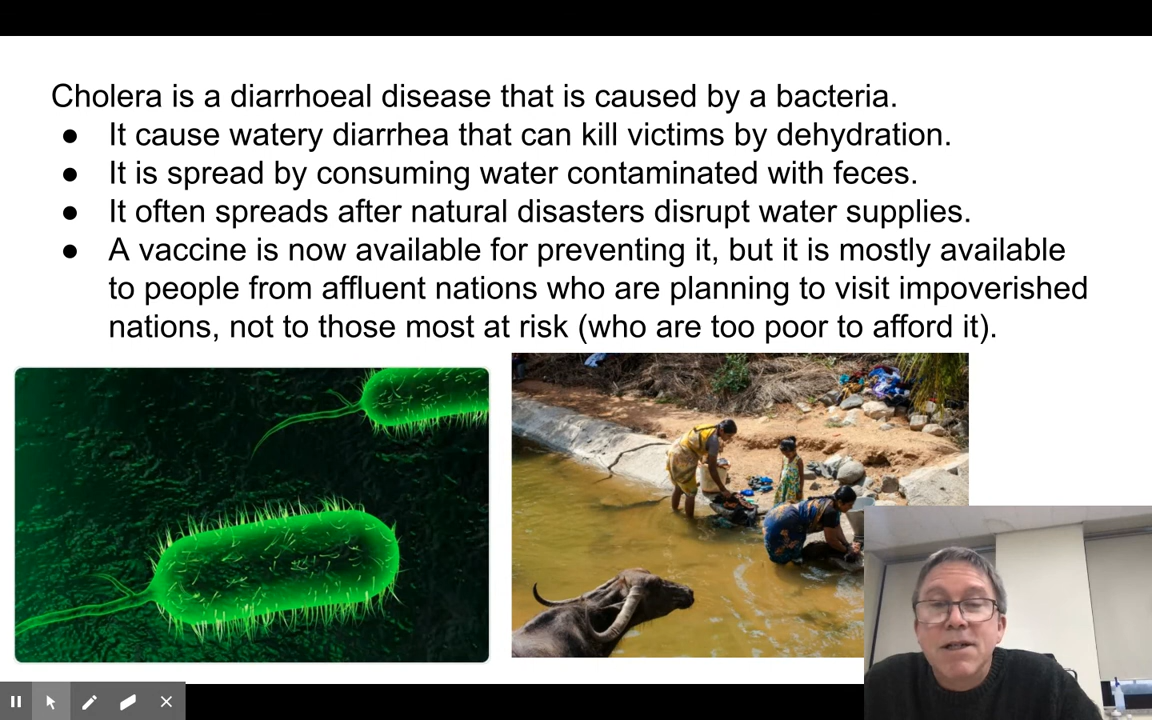 Cholera is a diarrhoeal disease that is caused by a bacteria.
● It cause watery diarrhea that can kill victims by dehydration.
● It is spread by consuming water contaminated with feces.
● It often spreads after natural disasters disrupt water supplies.
● A vaccine is now available for preventing it, but it is mostly available
to people from affluent nations who are planning to visit impoverished
nations, not to those most at risk (who are too poor to afford it).